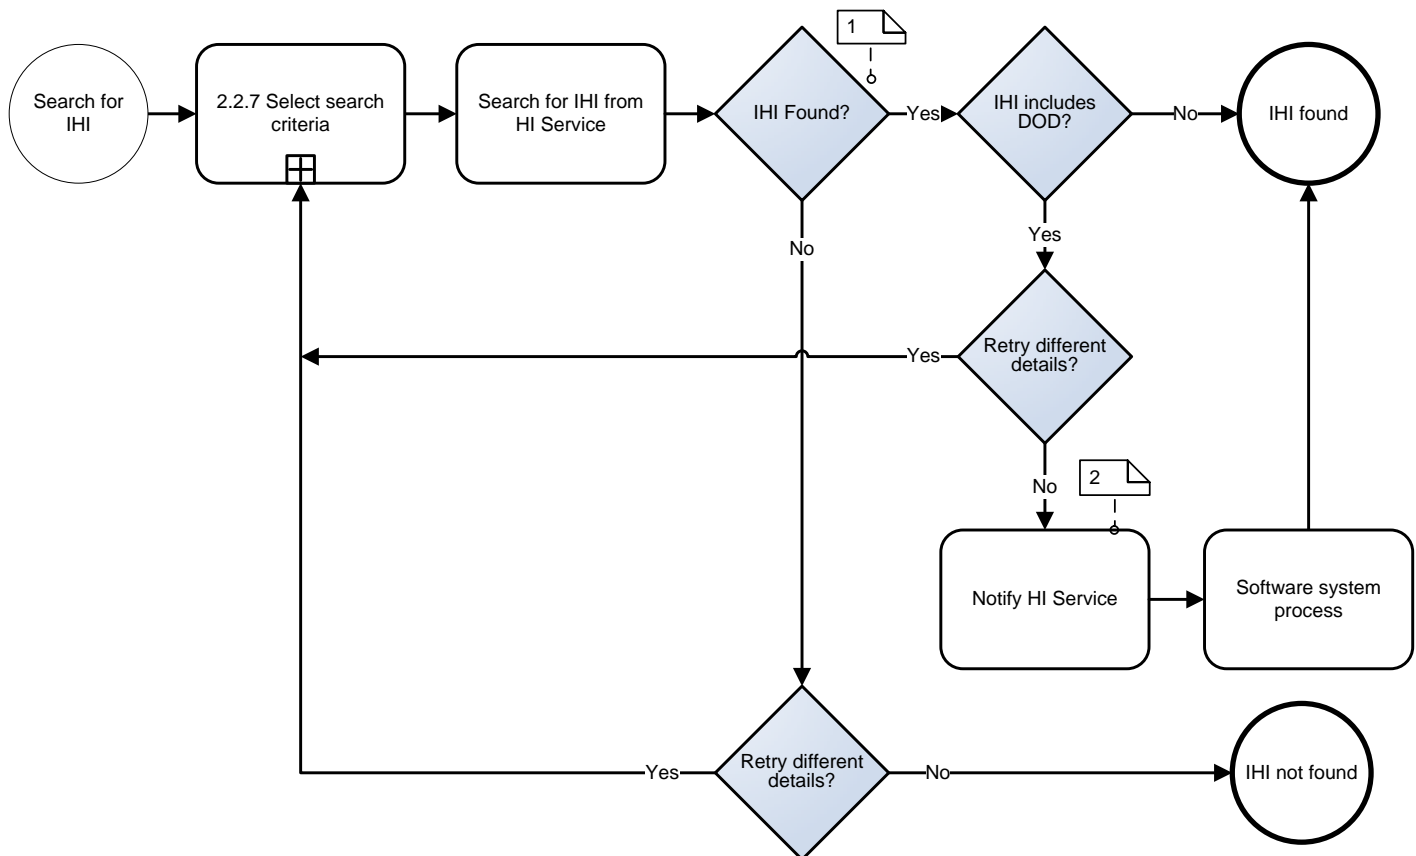 1
Search for
IHI
2.2.7 Select search
criteria
Search for IHI from
HI Service
IHI Found?
Yes
IHI includes
DOD?
No
IHI found
No
Yes
Yes
Retry different
details?
No
2
Notify HI Service
Software system
process
Yes
Retry different
details?
No
IHI not found